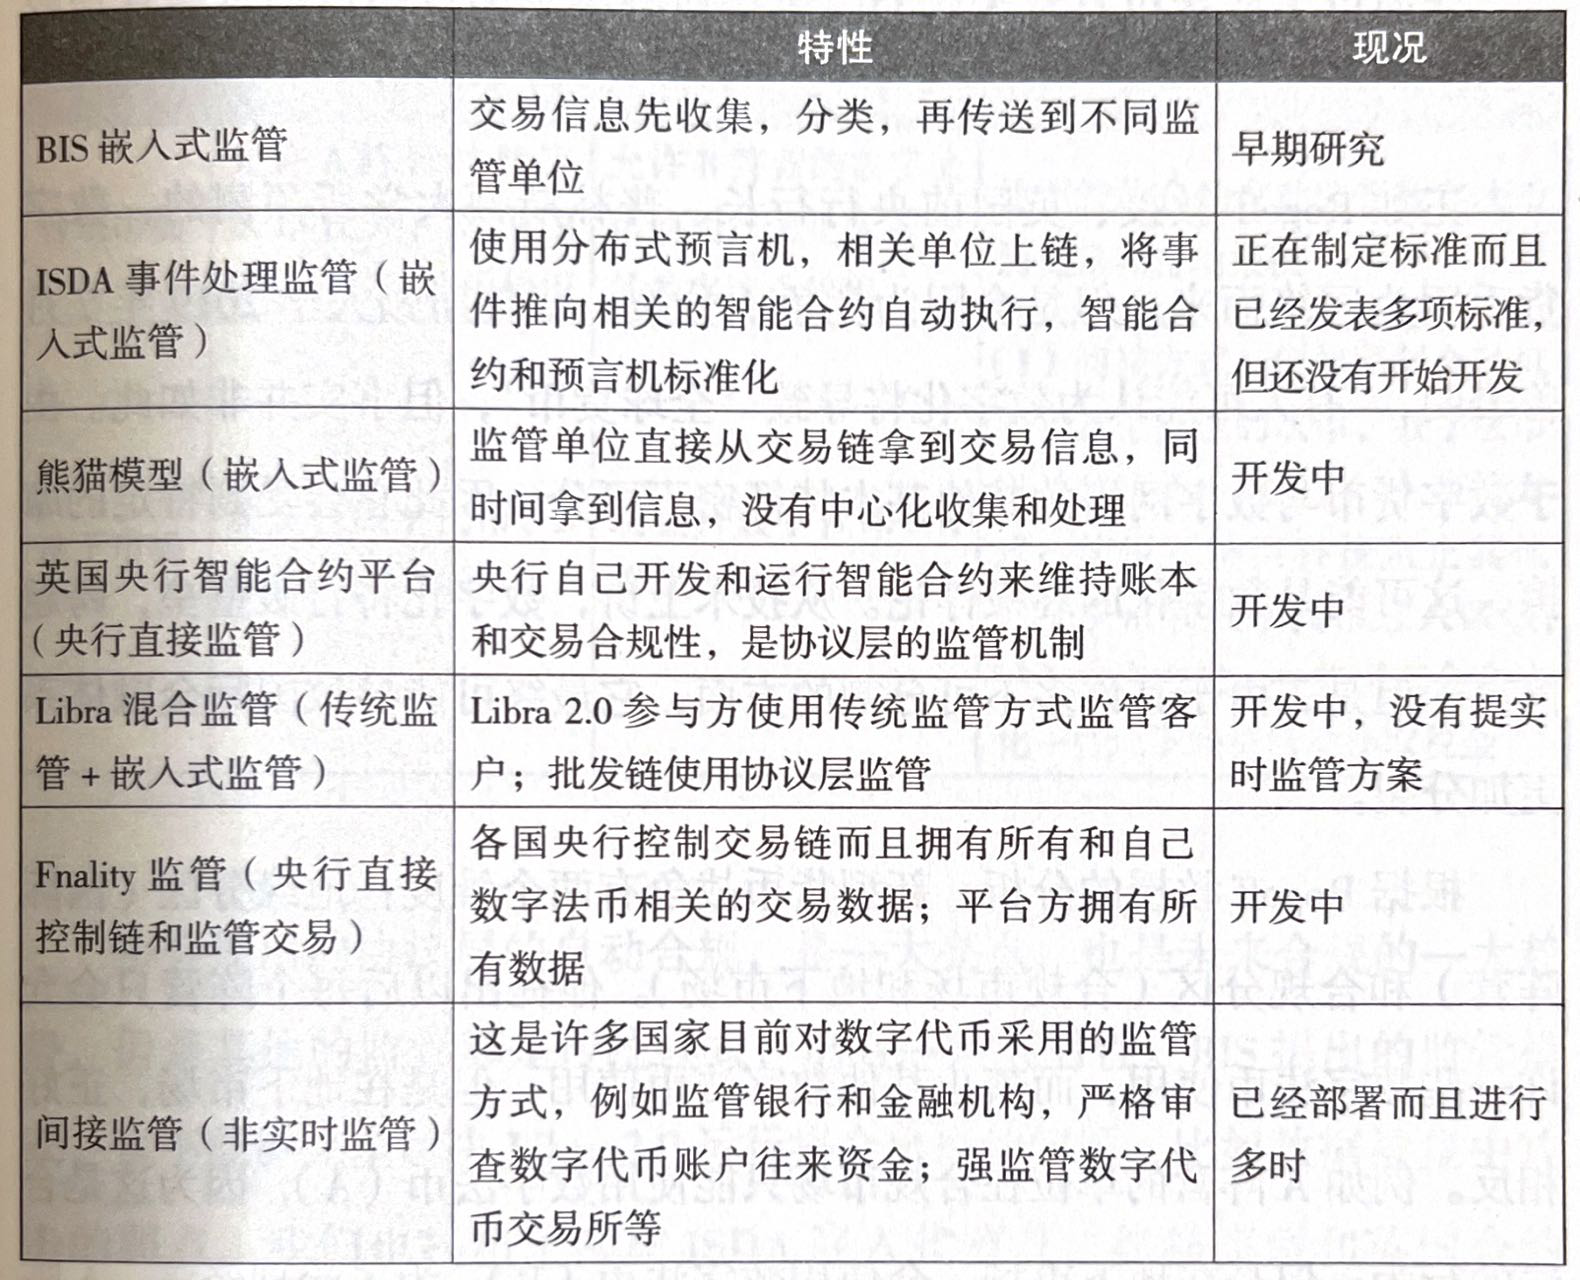 特性 现况
BIS 嵌入式监管
交易信息先收集，分类，再传送到不同监
管单位
早期研究
ISDA 事件处理监管（嵌
入式监管）
使用分布式预言机，相关单位上链，将事
件推向相关的智能合约自动执行，智能合
约和预言机标准化
正在制定标准而且
已经发表多项标准，
但还没有开始开发
熊猫模型（嵌入式监管）
监管单位直接从交易链拿到交易信息，同
时间拿到信息，没有中心化收集和处理
开发中
英国央行智能合约平台
（央行直接监管）
央行自己开发和运行智能合约来维持账本
和交易合规性，是协议层的监管机制
开发中
Libra 混合监管（传统监
管 + 嵌入式监管）
Libra 2.0 参与方使用传统监管方式监管客
户；批发链使用协议层监管
开发中，没有提实
时监管方案
Fnality 监管（央行直接
控制链和监管交易）
各国央行控制交易链而且拥有所有和自己
数字法币相关的交易数据；平台方拥有所
有数据
开发中
间接监管（非实时监管）
这是许多国家目前对数字代币采用的监管
方式，例如监管银行和金融机构，严格审
查数字代币账户往来资金；强监管数字代
币交易所等
已经部署而且进行
多时